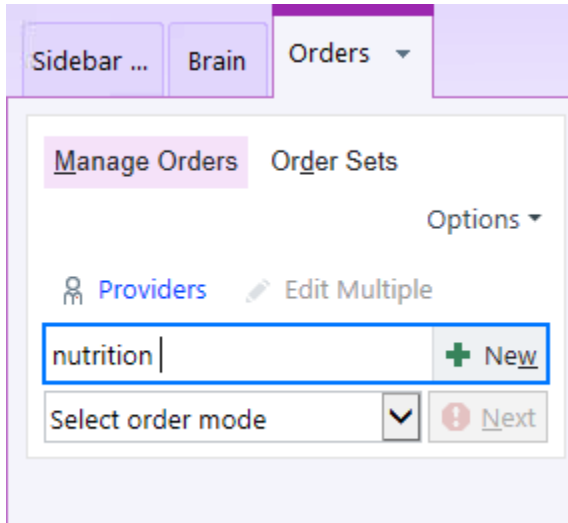 Sidebar ... Brain Orders
Manage Orders Order Sets
Options
Providers Edit Multiple
nutrition New
Select order mode Next